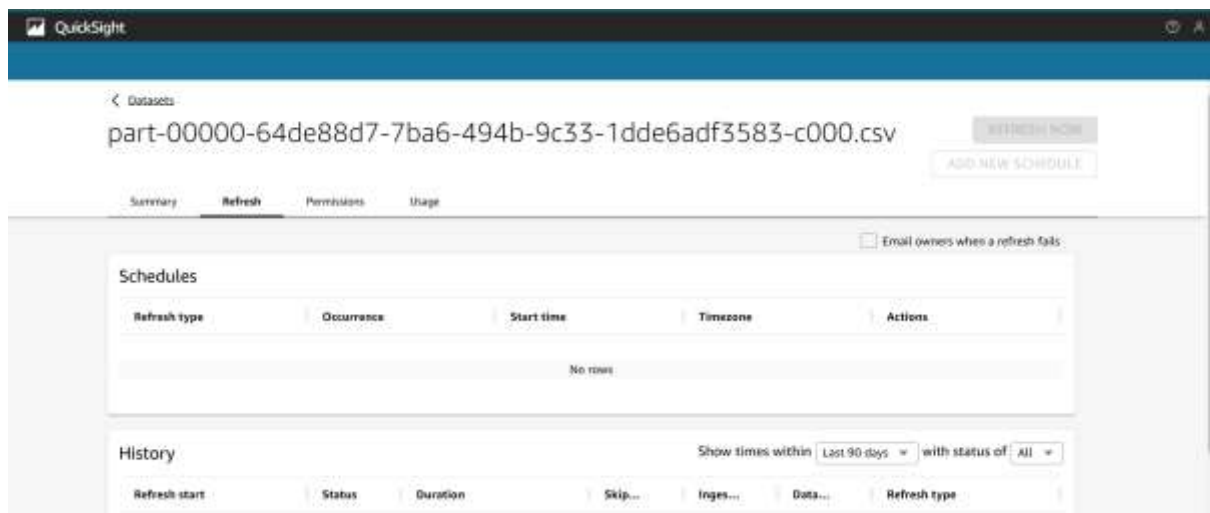 QuickSight
Datasets
part-00000-64de88d7-7ba6-494b-9c33-1dde6adf3583-c000.csv
REFRESH NOW
ADD NEW SCHEDULE
Summary Refresh Permissions Usage
Email owners when a refresh fails
Schedules
Refresh type Occurrence Start time Timezone Actions
No rows
History Show times within Last 90 days with status of All
Refresh start Status Duration Skip... Inges... Data... Refresh type